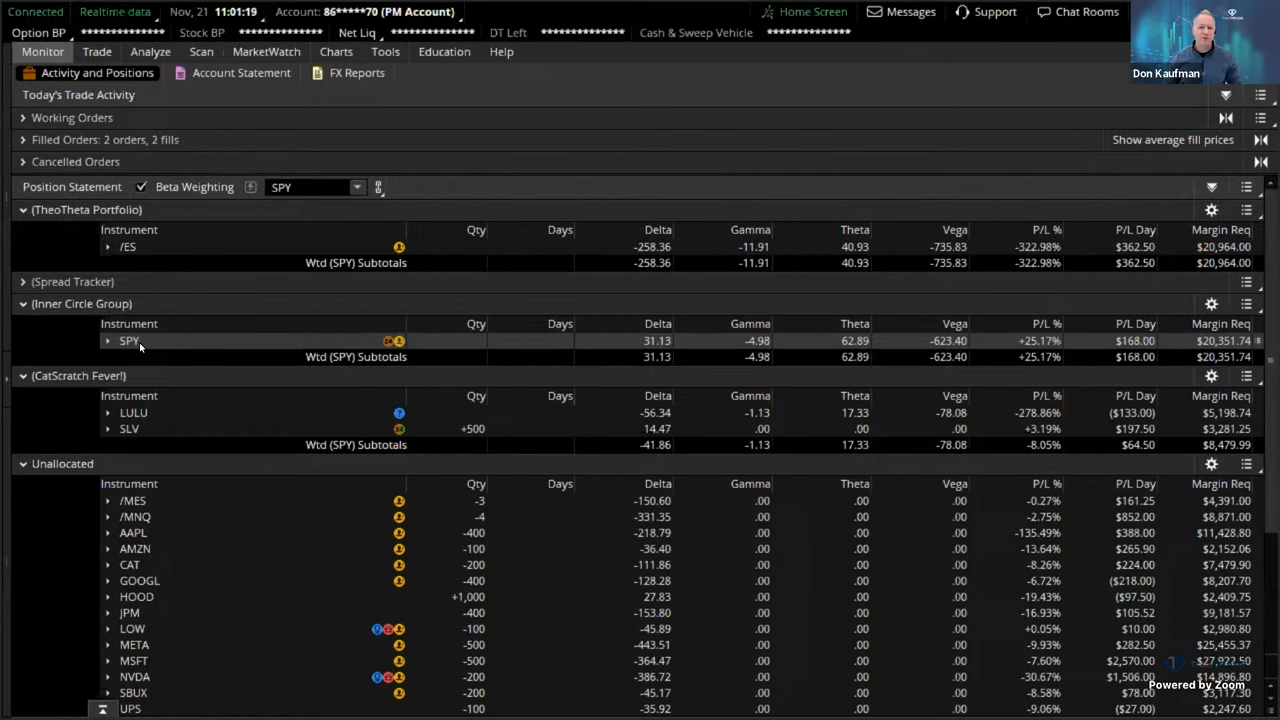 Connected Realtime data Nov, 21 11:01:19 Account: 86*****70 (PM Account) Home Screen Messages Support Chat Rooms
Option BP ************** Stock BP ************** Net Liq ************** DT Left ************** Cash & Sweep Vehicle **************
Monitor Trade Analyze Scan MarketWatch Charts Tools Education Help
Don Kaufman
Activity and Positions Account Statement FX Reports
Today's Trade Activity
Working Orders
Filled Orders: 2 orders, 2 fills Show average fill prices
Cancelled Orders
Position Statement Beta Weighting SPY
(TheoTheta Portfolio)
Instrument Qty Days Delta Gamma Theta Vega P/L % P/L Day Margin Req
/ES -258.36 -11.91 40.93 -735.83 -322.98% $362.50 $20,964.00
Wtd (SPY) Subtotals -258.36 -11.91 40.93 -735.83 -322.98% $362.50 $20,964.00
(Spread Tracker)
(Inner Circle Group)
Instrument Qty Days Delta Gamma Theta Vega P/L % P/L Day Margin Req
SPY 31.13 -4.98 62.89 -623.40 +25.17% $168.00 $20,351.74
Wtd (SPY) Subtotals 31.13 -4.98 62.89 -623.40 +25.17% $168.00 $20,351.74
(CatScratch Fever!)
Instrument Qty Days Delta Gamma Theta Vega P/L % P/L Day Margin Req
LULU -56.34 -1.13 17.33 -78.08 -278.86% ($133.00) $5,198.74
SLV +500 14.47 .00 .00 .00 +3.19% $197.50 $3,281.25
Wtd (SPY) Subtotals -41.86 -1.13 17.33 -78.08 -8.05% $64.50 $8,479.99
Unallocated
Instrument Qty Days Delta Gamma Theta Vega P/L % P/L Day Margin Req
/MES -3 -150.60 .00 .00 .00 -0.27% $161.25 $4,391.00
/MNQ -4 -331.35 .00 .00 .00 -2.75% $852.00 $8,871.00
AAPL -400 -218.79 .00 .00 .00 -135.49% $388.00 $11,428.80
AMZN -100 -36.40 .00 .00 .00 -13.64% $265.90 $2,152.06
CAT -200 -111.86 .00 .00 .00 -8.26% $224.00 $7,479.90
GOOGL -400 -128.28 .00 .00 .00 -6.72% ($218.00) $8,207.70
HOOD +1,000 27.83 .00 .00 .00 -19.43% ($97.50) $2,409.75
JPM -400 -153.80 .00 .00 .00 -16.93% $105.52 $9,181.57
LOW -100 -45.89 .00 .00 .00 +0.05% $10.00 $2,980.80
META -500 -443.51 .00 .00 .00 -9.93% $282.50 $25,455.37
MSFT -500 -364.47 .00 .00 .00 -7.60% $2,570.00 $27,922.50
NVDA -200 -386.72 .00 .00 .00 -30.67% $1,506.00 $14,896.80
SBUX -200 -45.17 .00 .00 .00 -8.58% $78.00 $3,117.30
UPS -100 -35.92 .00 .00 .00 -9.06% ($27.00) $2,247.60
Powered by Zoom